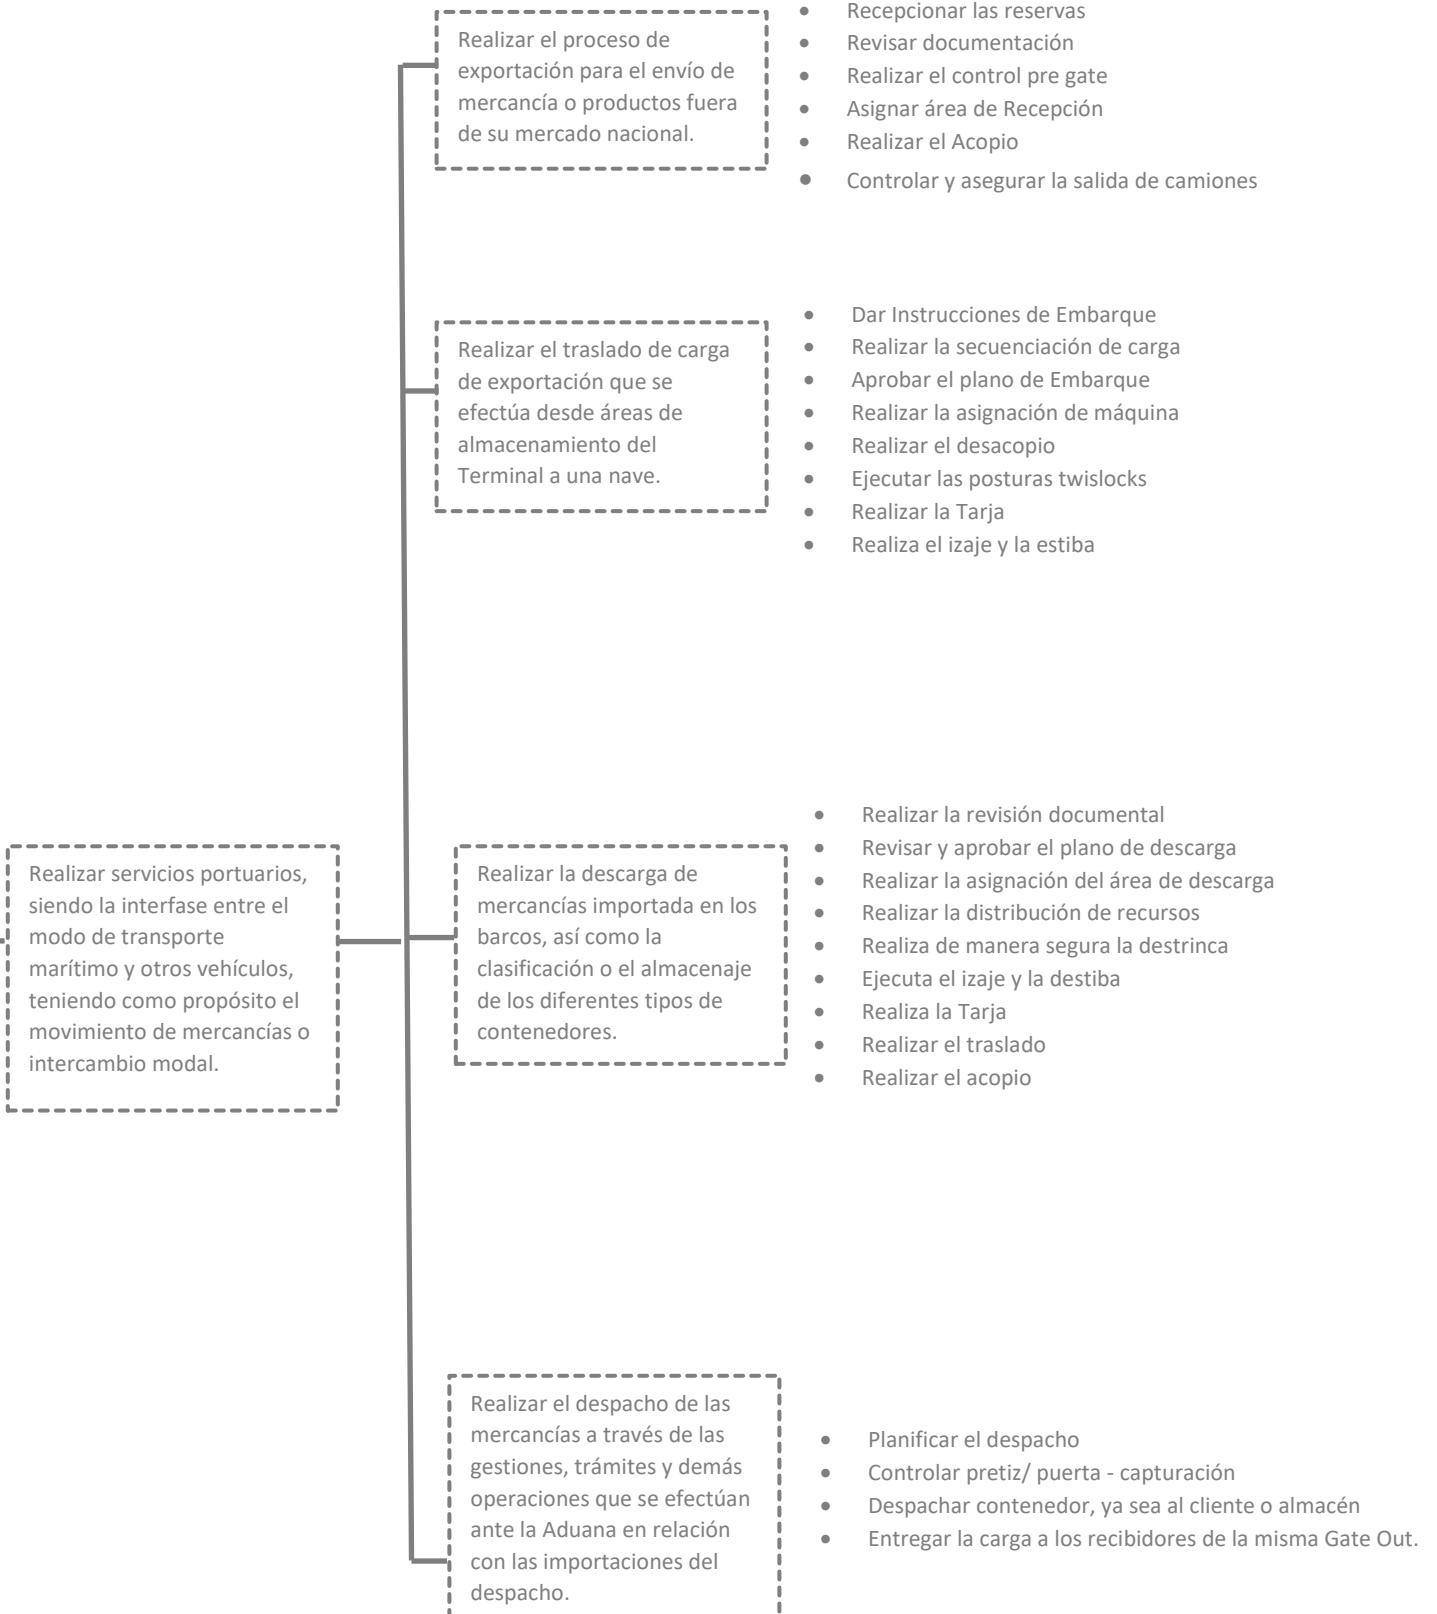 Realizar el proceso de
exportación para el envío de
mercancía o productos fuera
de su mercado nacional.
• Recepcionar las reservas
• Revisar documentación
• Realizar el control pre gate
• Asignar área de Recepción
• Realizar el Acopio
• Controlar y asegurar la salida de camiones
Realizar el traslado de carga
de exportación que se
efectúa desde áreas de
almacenamiento del
Terminal a una nave.
• Dar Instrucciones de Embarque
• Realizar la secuenciación de carga
• Aprobar el plano de Embarque
• Realizar la asignación de máquina
• Realizar el desacopio
• Ejecutar las posturas twislocks
• Realizar la Tarja
• Realiza el izaje y la estiba
Realizar servicios portuarios,
siendo la interfase entre el
modo de transporte
marítimo y otros vehículos,
teniendo como propósito el
movimiento de mercancías o
intercambio modal.
Realizar la descarga de
mercancías importada en los
barcos, así como la
clasificación o el almacenaje
de los diferentes tipos de
contenedores.
• Realizar la revisión documental
• Revisar y aprobar el plano de descarga
• Realizar la asignación del área de descarga
• Realizar la distribución de recursos
• Realiza de manera segura la destrinca
• Ejecuta el izaje y la destiba
• Realiza la Tarja
• Realizar el traslado
• Realizar el acopio
Realizar el despacho de las
mercancías a través de las
gestiones, trámites y demás
operaciones que se efectúan
ante la Aduana en relación
con las importaciones del
despacho.
• Planificar el despacho
• Controlar pretiz/ puerta - capturación
• Despachar contenedor, ya sea al cliente o almacén
• Entregar la carga a los recibidores de la misma Gate Out.